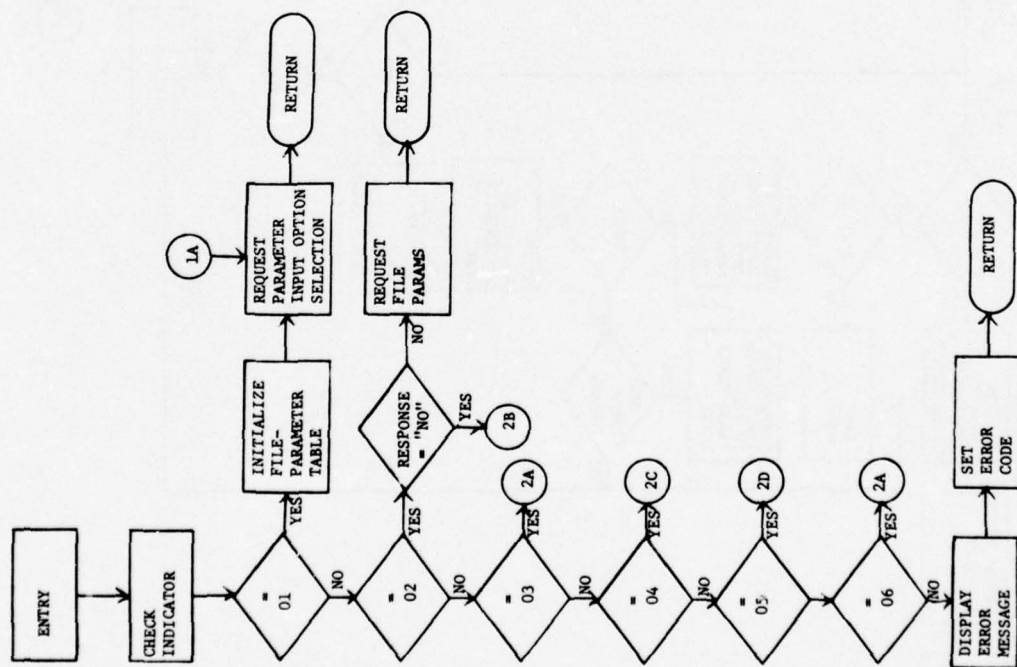 ENTRY
CHECK
INDICATOR
=
01
YES
INITIALIZE
FILE-
PARAMETER
TABLE
1A
REQUEST
PARAMETER
INPUT OPTION
SELECTION
RETURN
NO
=
02
YES
RESPONSE
= "NO"
NO
REQUEST
FILE
PARAMS
RETURN
YES
2B
NO
=
03
YES
2A
NO
=
04
YES
2C
NO
=
05
YES
2D
=
06
YES
2A
NO
DISPLAY
ERROR
MESSAGE
SET
ERROR
CODE
RETURN